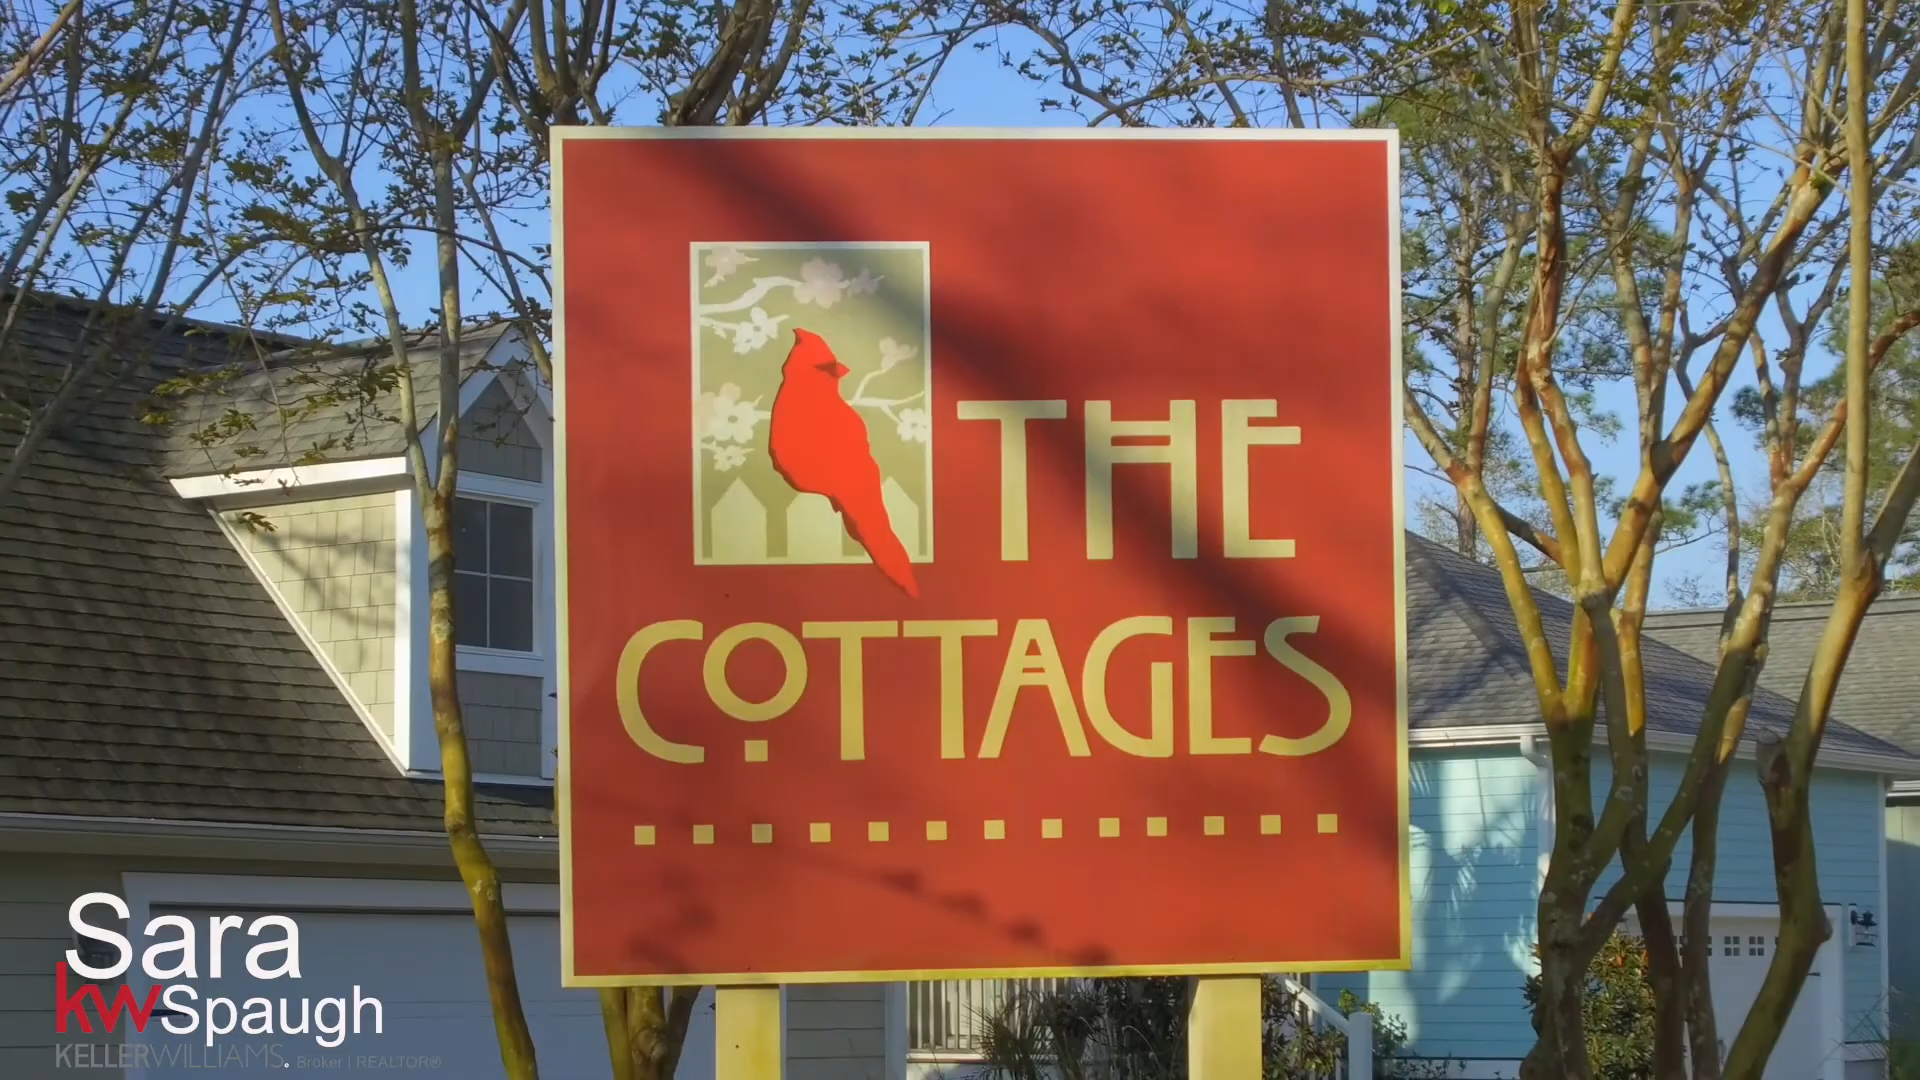 THE
COTTAGES
Sara
kw Spaugh
KELLERWILLIAMS. Broker | REALTOR®